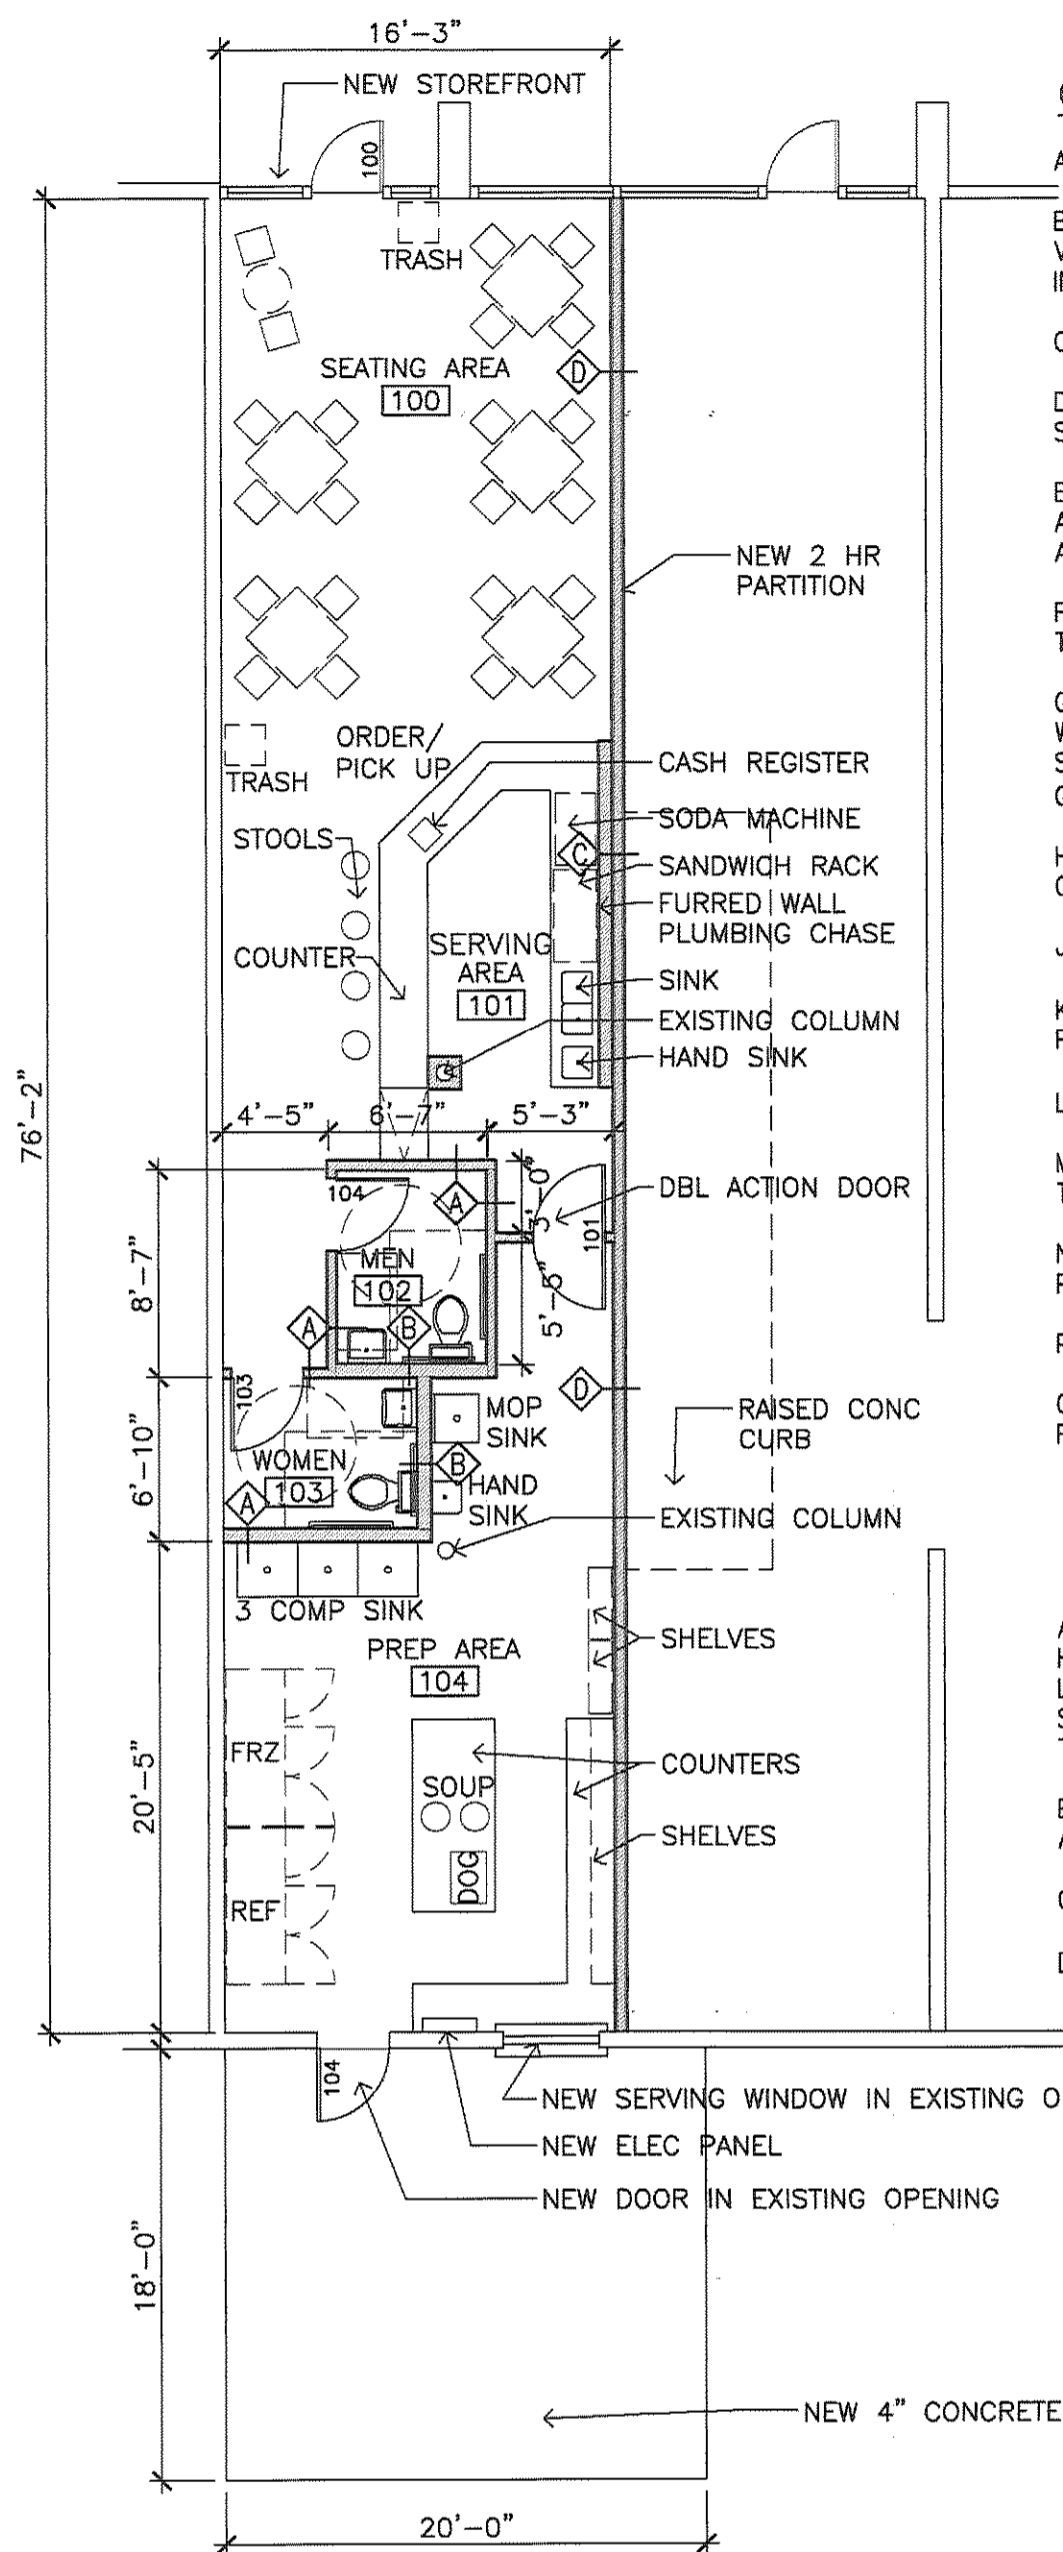 16'-3"
NEW STOREFRONT
100
TRASH
SEATING AREA
100
D
NEW 2 HR
PARTITION
ORDER/
PICK UP
TRASH
CASH REGISTER
SODA MACHINE
STOOLS
C
SANDWICH RACK
FURRED WALL
PLUMBING CHASE
COUNTER
SERVING
AREA
101
SINK
EXISTING COLUMN
HAND SINK
76'-2"
4'-5"
6'-7"
5'-3"
3'-0"
104
A
DBL ACTION DOOR
101
MEN
102
8'-7"
5'-5"
A
B
D
103
MOP
SINK
RAISED CONC
CURB
6'-10"
WOMEN
103
B
A
HAND
SINK
EXISTING COLUMN
3 COMP SINK
PREP AREA
104
SHELVES
FRZ
COUNTERS
SOUP
20'-5"
SHELVES
DOG
REF
104
NEW SERVING WINDOW IN EXISTING O
NEW ELEC PANEL
NEW DOOR IN EXISTING OPENING
18'-0"
NEW 4" CONCRETE
20'-0"